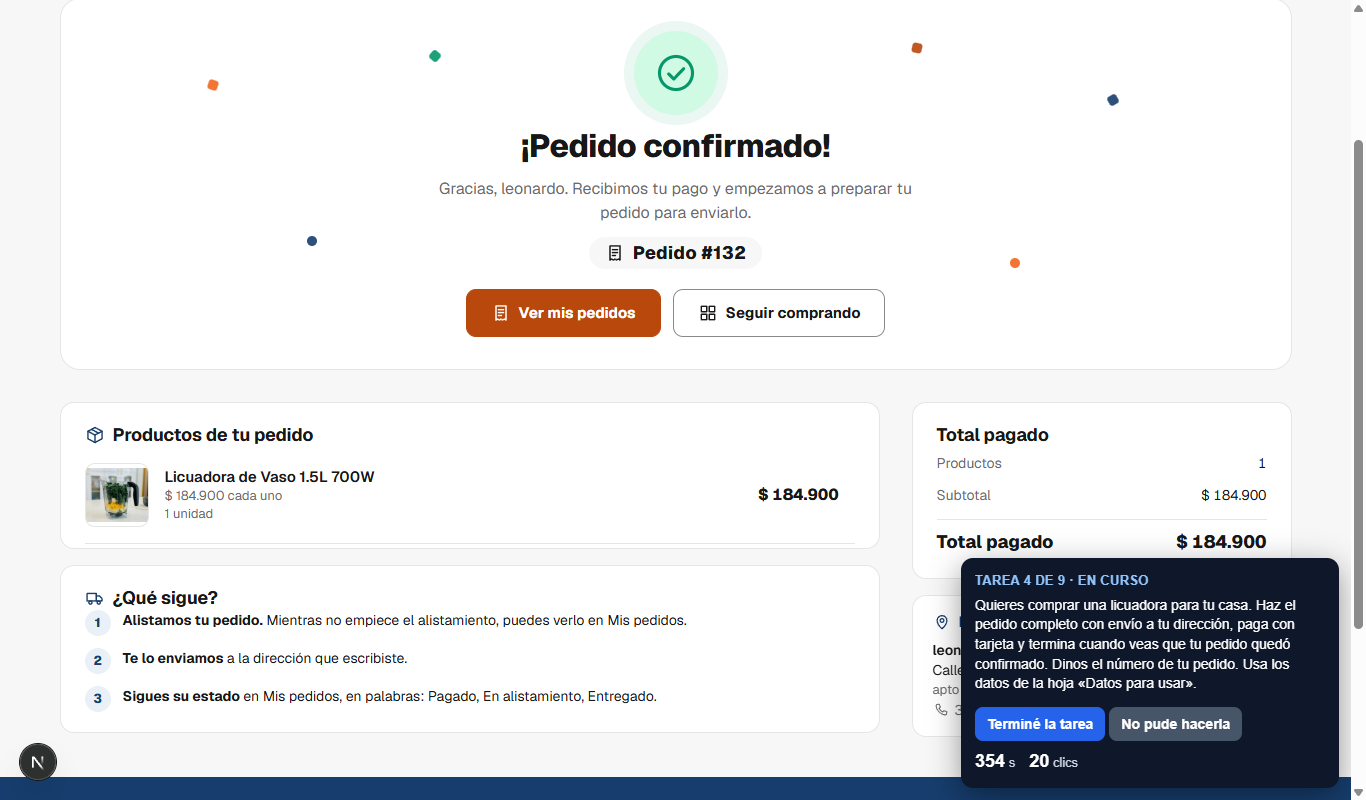 ¡Pedido confirmado!
Gracias, leonardo. Recibimos tu pago y empezamos a preparar tu
pedido para enviarlo.
Pedido #132
Ver mis pedidos
Seguir comprando
Productos de tu pedido
Licuadora de Vaso 1.5L 700W
$ 184.900 cada uno
1 unidad
$ 184.900
¿Qué sigue?
1 Alistamos tu pedido. Mientras no empiece el alistamiento, puedes verlo en Mis pedidos.
2 Te lo enviamos a la dirección que escribiste.
3 Sigues su estado en Mis pedidos, en palabras: Pagado, En alistamiento, Entregado.
Total pagado
Productos 1
Subtotal $ 184.900
Total pagado $ 184.900
leon
Calle
apto
3
TAREA 4 DE 9 · EN CURSO
Quieres comprar una licuadora para tu casa. Haz el
pedido completo con envío a tu dirección, paga con
tarjeta y termina cuando veas que tu pedido quedó
confirmado. Dinos el número de tu pedido. Usa los
datos de la hoja «Datos para usar».
Terminé la tarea
No pude hacerla
354 s 20 clics
N